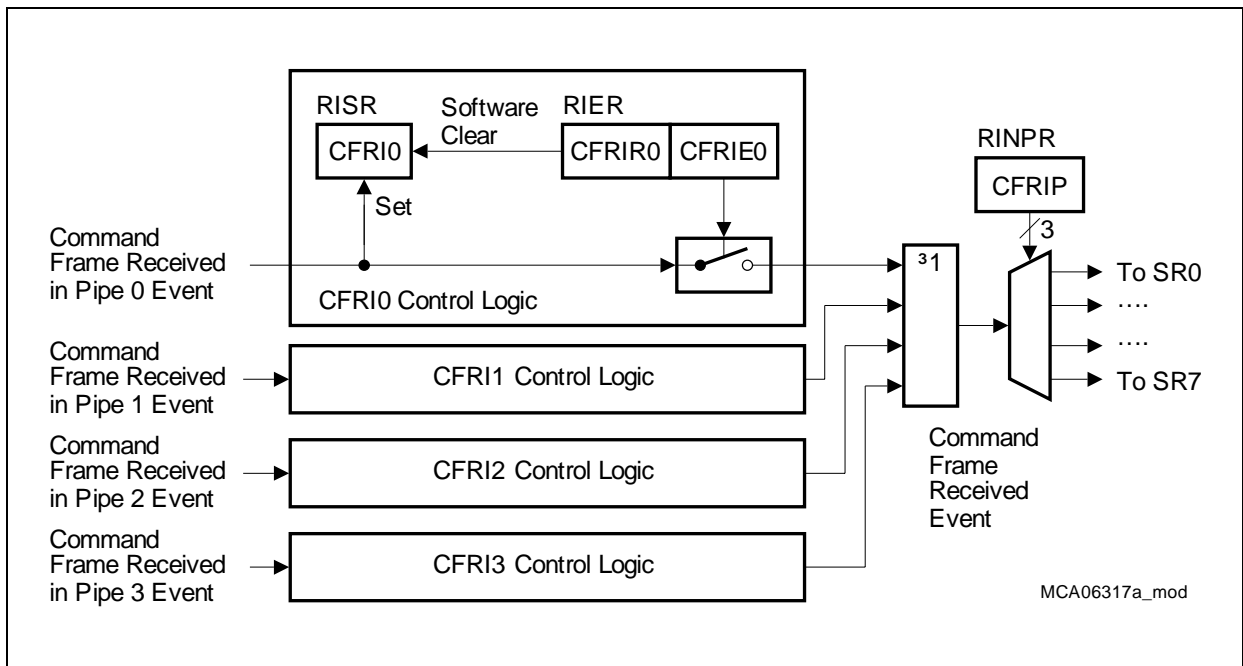 RISR
Software
Clear
RIER
CFRI0
CFRIR0
CFRIE0
RINPR
CFRIP
Set
3
Command
Frame Received
in Pipe 0 Event
CFRI0 Control Logic
³1
To SR0
....
....
To SR7
Command
Frame Received
in Pipe 1 Event
CFRI1 Control Logic
Command
Frame Received
in Pipe 2 Event
CFRI2 Control Logic
Command
Frame
Received
Event
Command
Frame Received
in Pipe 3 Event
CFRI3 Control Logic
MCA06317a_mod